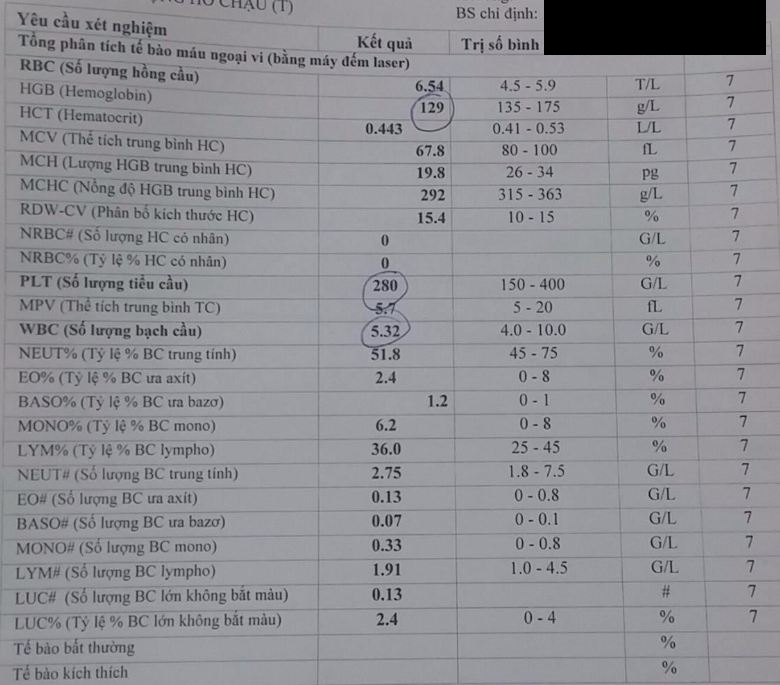 CHẬU (T)
BS chỉ định:
Yêu cầu xét nghiệm Kết quả Trị số bình
Tổng phân tích tế bào máu ngoại vi (bằng máy đếm laser)
RBC (Số lượng hồng cầu) 6.54 4.5 - 5.9 T/L 7
HGB (Hemoglobin) 129 135 - 175 g/L 7
HCT (Hematocrit) 0.443 0.41 - 0.53 L/L 7
MCV (Thể tích trung bình HC) 67.8 80 - 100 fL 7
MCH (Lượng HGB trung bình HC) 19.8 26 - 34 pg 7
MCHC (Nồng độ HGB trung bình HC) 292 315 - 363 g/L 7
RDW-CV (Phân bố kích thước HC) 15.4 10 - 15 % 7
NRBC# (Số lượng HC có nhân) 0 G/L 7
NRBC% (Tỷ lệ % HC có nhân) 0 % 7
PLT (Số lượng tiểu cầu) 280 150 - 400 G/L 7
MPV (Thể tích trung bình TC) 5.7 5 - 20 fL 7
WBC (Số lượng bạch cầu) 5.32 4.0 - 10.0 G/L 7
NEUT% (Tỷ lệ % BC trung tính) 51.8 45 - 75 % 7
EO% (Tỷ lệ % BC ưa axít) 2.4 0 - 8 % 7
BASO% (Tỷ lệ % BC ưa bazơ) 1.2 0 - 1 % 7
MONO% (Tỷ lệ % BC mono) 6.2 0 - 8 % 7
LYM% (Tỷ lệ % BC lympho) 36.0 25 - 45 % 7
NEUT# (Số lượng BC trung tính) 2.75 1.8 - 7.5 G/L 7
EO# (Số lượng BC ưa axít) 0.13 0 - 0.8 G/L 7
BASO# (Số lượng BC ưa bazơ) 0.07 0 - 0.1 G/L 7
MONO# (Số lượng BC mono) 0.33 0 - 0.8 G/L 7
LYM# (Số lượng BC lympho) 1.91 1.0 - 4.5 G/L 7
LUC# (Số lượng BC lớn không bắt màu) 0.13 # 7
LUC% (Tỷ lệ % BC lớn không bắt màu) 2.4 0 - 4 % 7
Tế bào bất thường %
Tế bào kích thích %